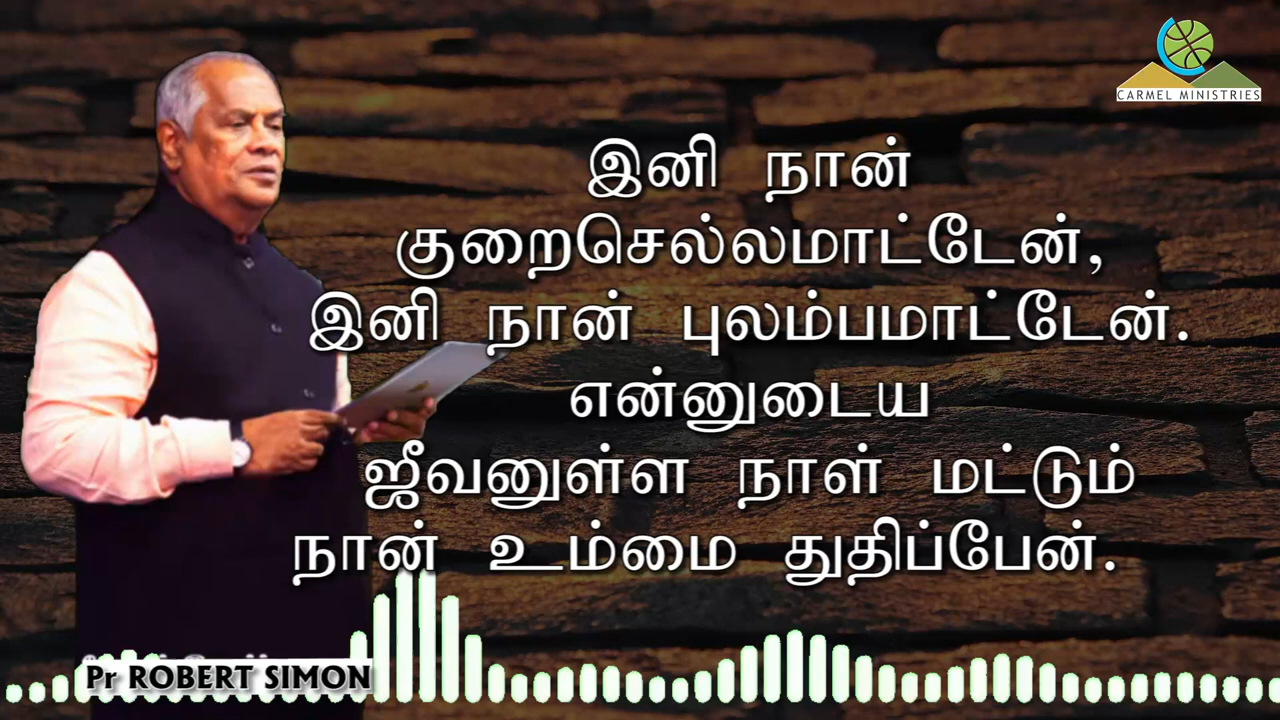 CARMEL MINISTRIES
இனி நான்
குறைசெல்லமாட்டேன்,
இனி நான் புலம்பமாட்டேன்.
என்னுடைய
ஜீவனுள்ள நாள் மட்டும்
நான் உம்மை துதிப்பேன்.
Pr ROBERT SIMON